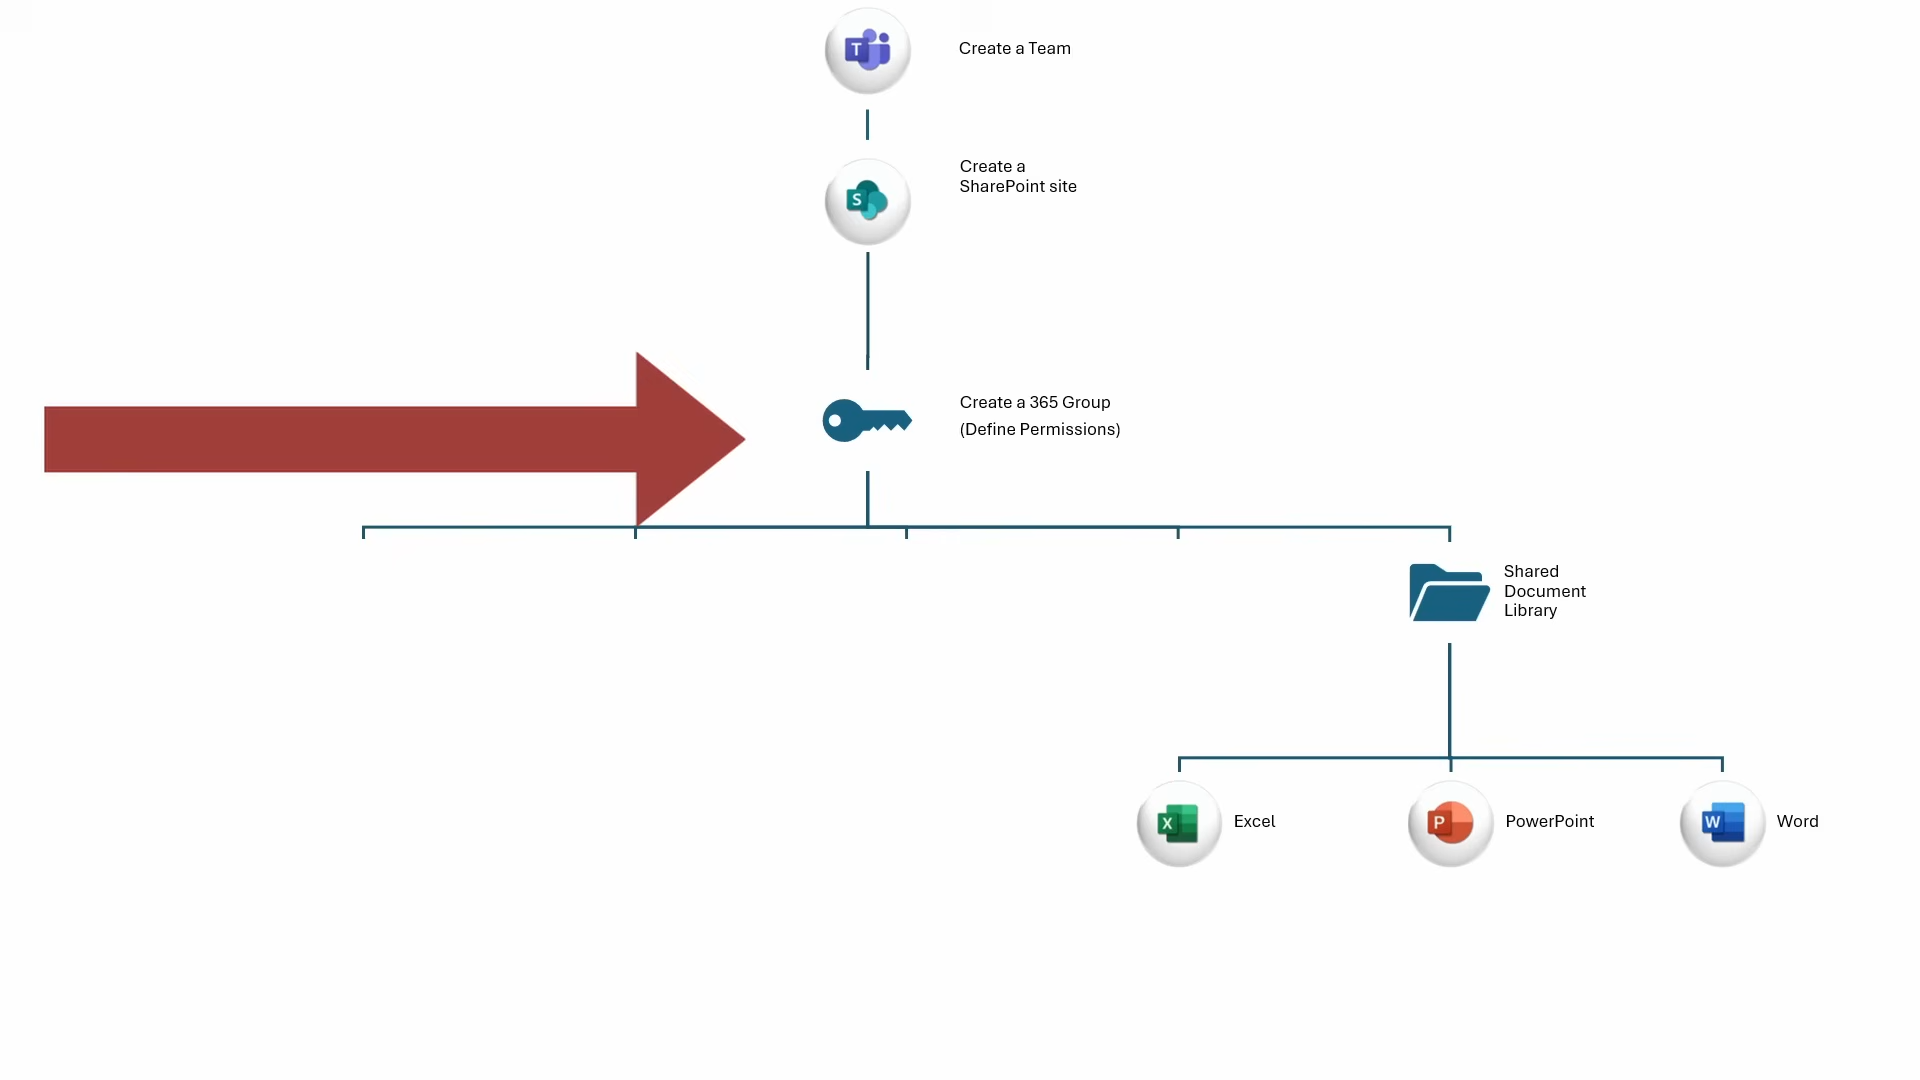 T
Create a Team
S
Create a
SharePoint site
Create a 365 Group
(Define Permissions)
Shared
Document
Library
X
Excel
P
PowerPoint
W
Word